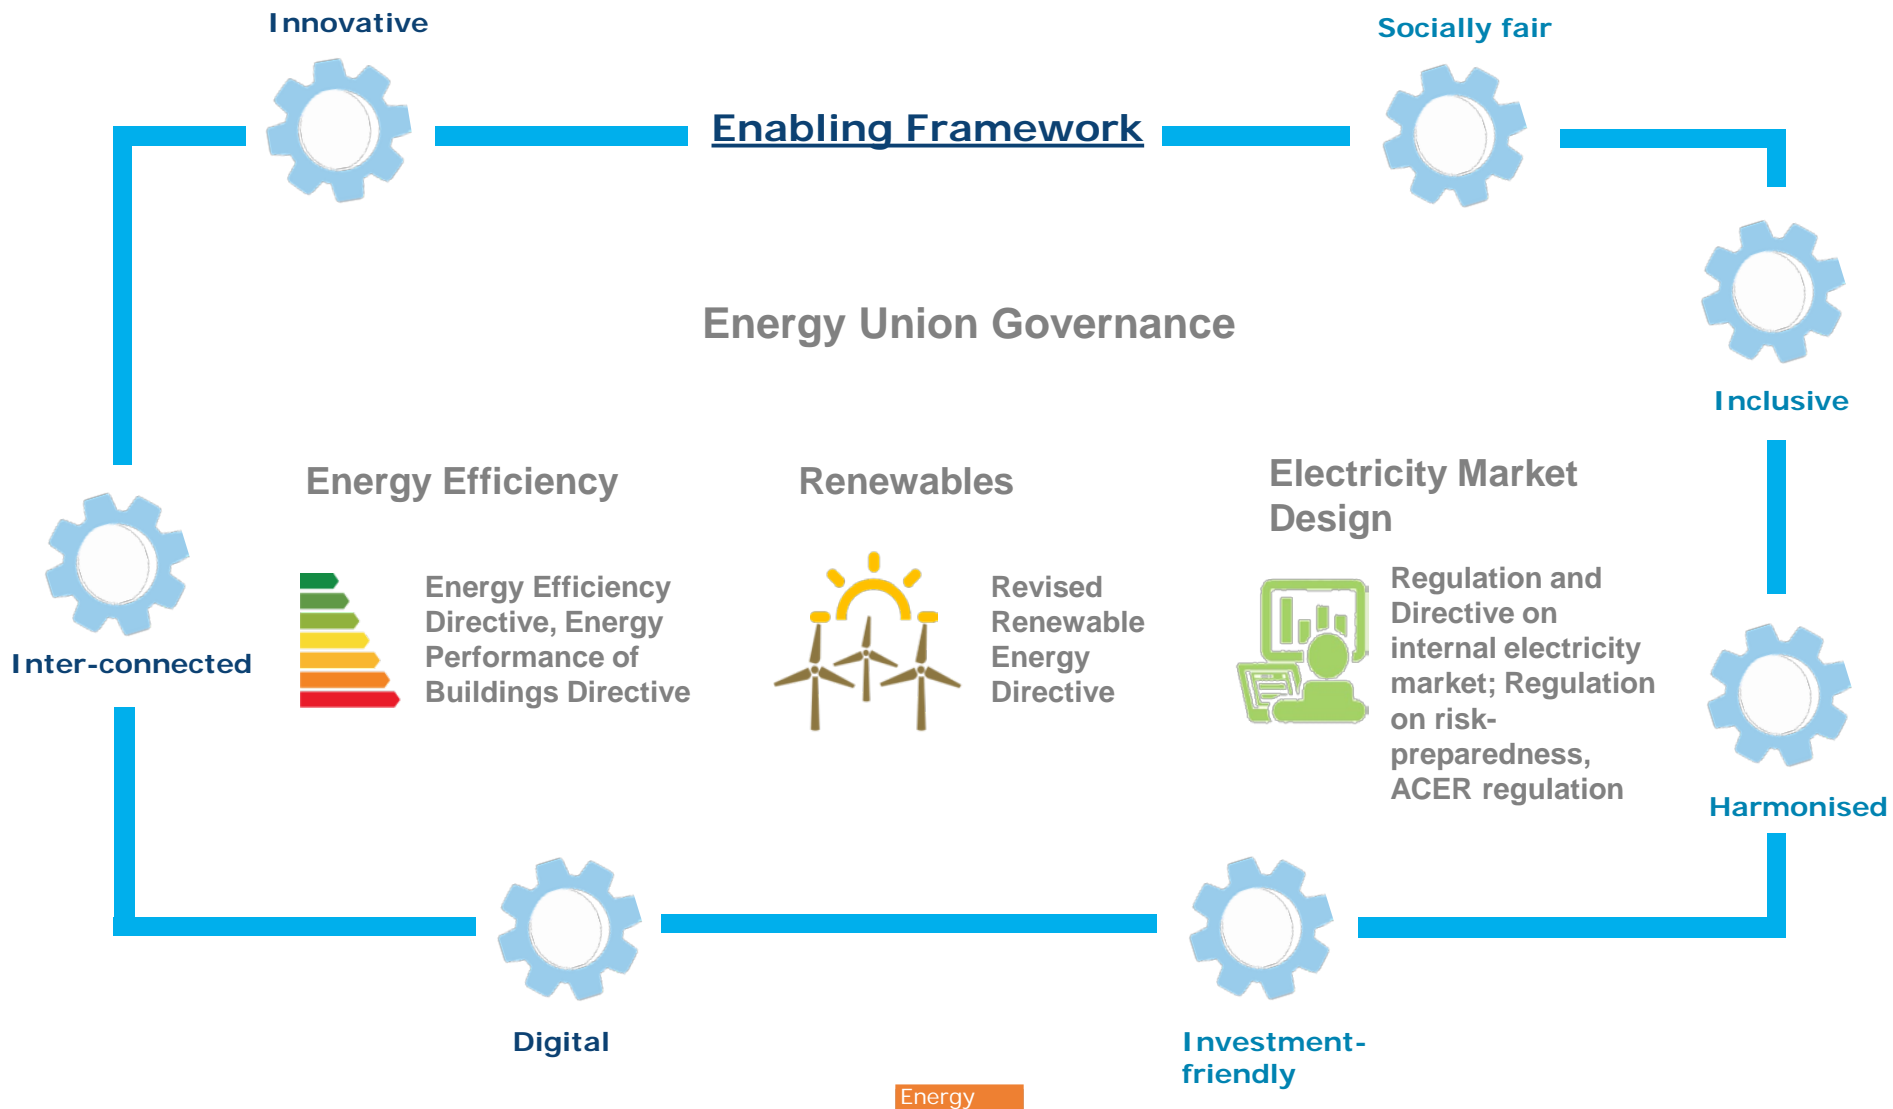 Innovative
Socially fair
Enabling Framework
Energy Union Governance
Inclusive
Energy Efficiency
Renewables
Electricity Market
Design
Energy Efficiency
Directive, Energy
Performance of
Buildings Directive
Revised
Renewable
Energy
Directive
Regulation and
Directive on
internal electricity
market; Regulation
on risk-
preparedness,
ACER regulation
Inter-connected
Harmonised
Digital
Investment-
friendly
Energy